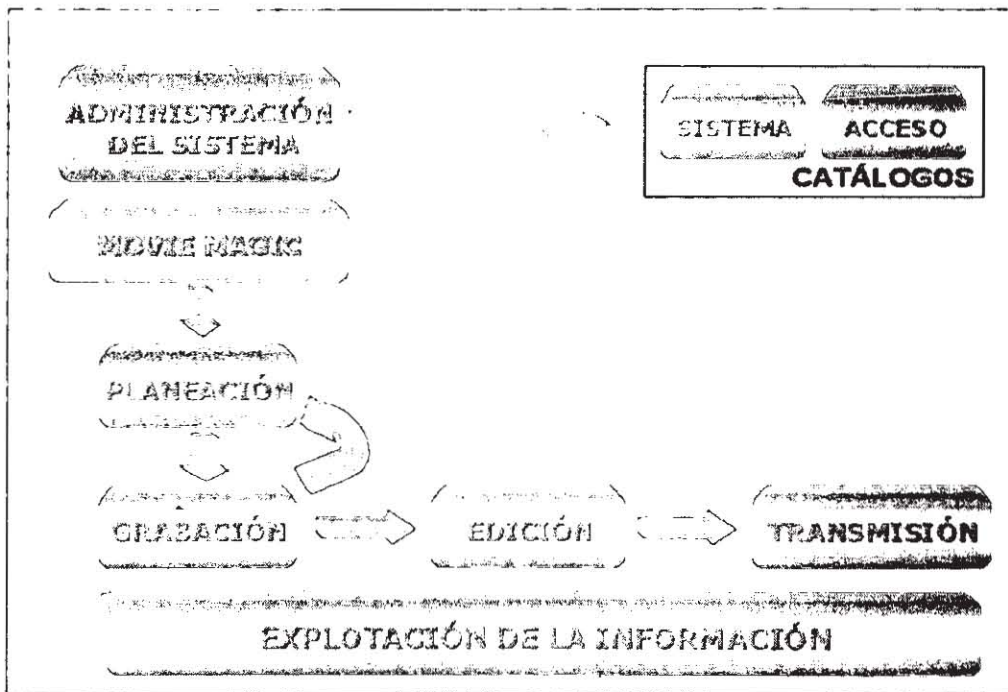 ADMINISTRACIÓN
DEL SISTEMA
SISTEMA
ACCESO
CATÁLOGOS
MOVIE MAGIC
PLANEACIÓN
GRABACIÓN
EDICIÓN
TRANSMISIÓN
EXPLOTACIÓN DE LA INFORMACIÓN